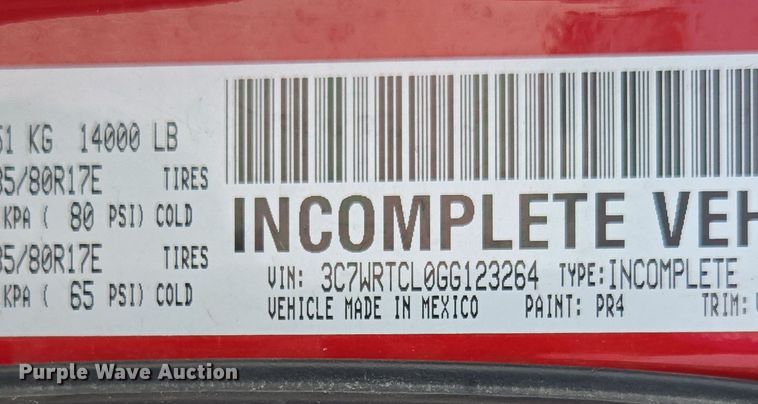 51 KG 14000 LB
35/80R17E TIRES
KPA ( 80 PSI) COLD
35/80R17E TIRES
KPA ( 65 PSI) COLD
INCOMPLETE VEH
VIN: 3C7WRTCL0GG123264 TYPE:INCOMPLETE
VEHICLE MADE IN MEXICO PAINT: PR4 TRIM:
Purple Wave Auction